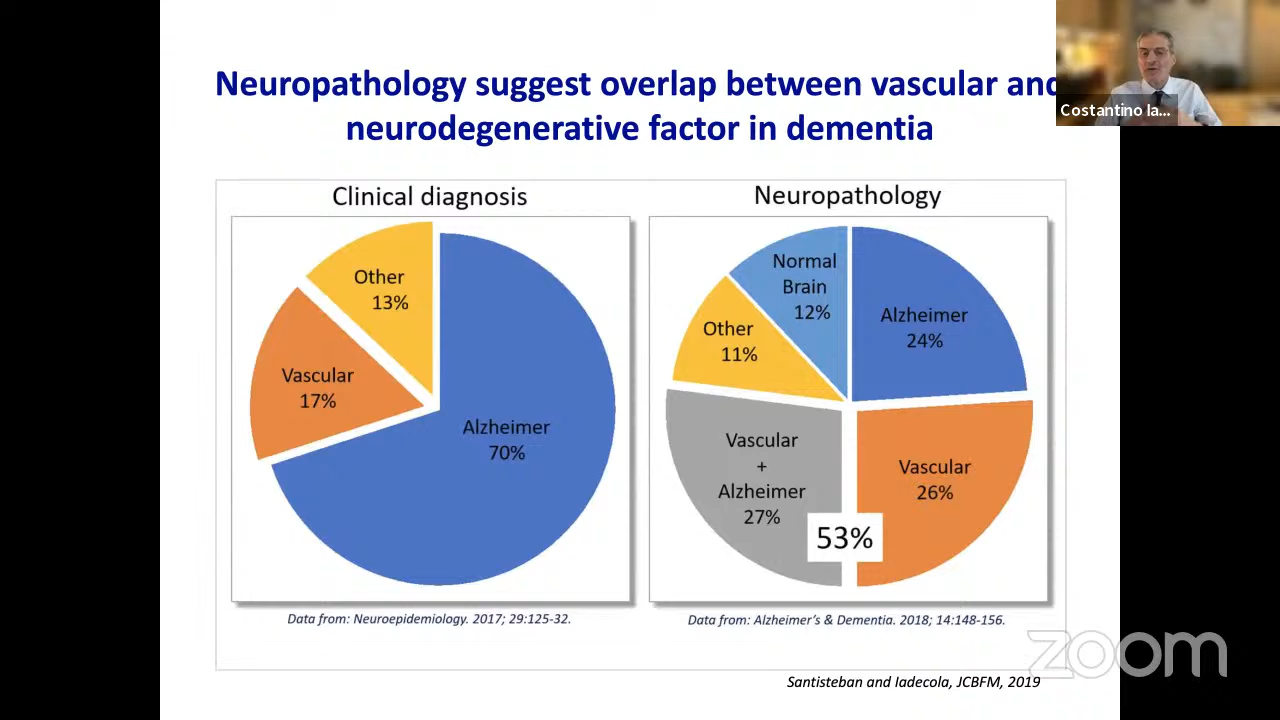 Neuropathology suggest overlap between vascular and
neurodegenerative factor in dementia
Costantino Ia...
Clinical diagnosis
Other
13%
Vascular
17%
Alzheimer
70%
Data from: Neuroepidemiology. 2017; 29:125-32.
Neuropathology
Normal
Brain
12%
Alzheimer
24%
Other
11%
Vascular
+
Alzheimer
27%
Vascular
26%
53%
Data from: Alzheimer's & Dementia. 2018; 14:148-156.
zoom
Santisteban and Iadecola, JCBFM, 2019